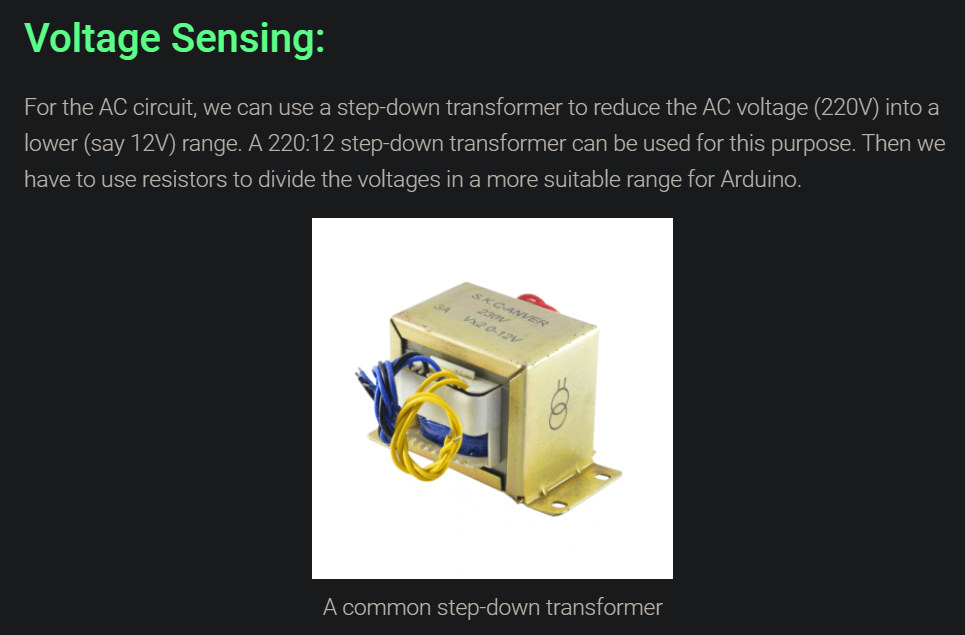 Voltage Sensing:
For the AC circuit, we can use a step-down transformer to reduce the AC voltage (220V) into a
lower (say 12V) range. A 220:12 step-down transformer can be used for this purpose. Then we
have to use resistors to divide the voltages in a more suitable range for Arduino.
S.K.C-ANVER
3A 230V
Vx2 0-12V
A common step-down transformer